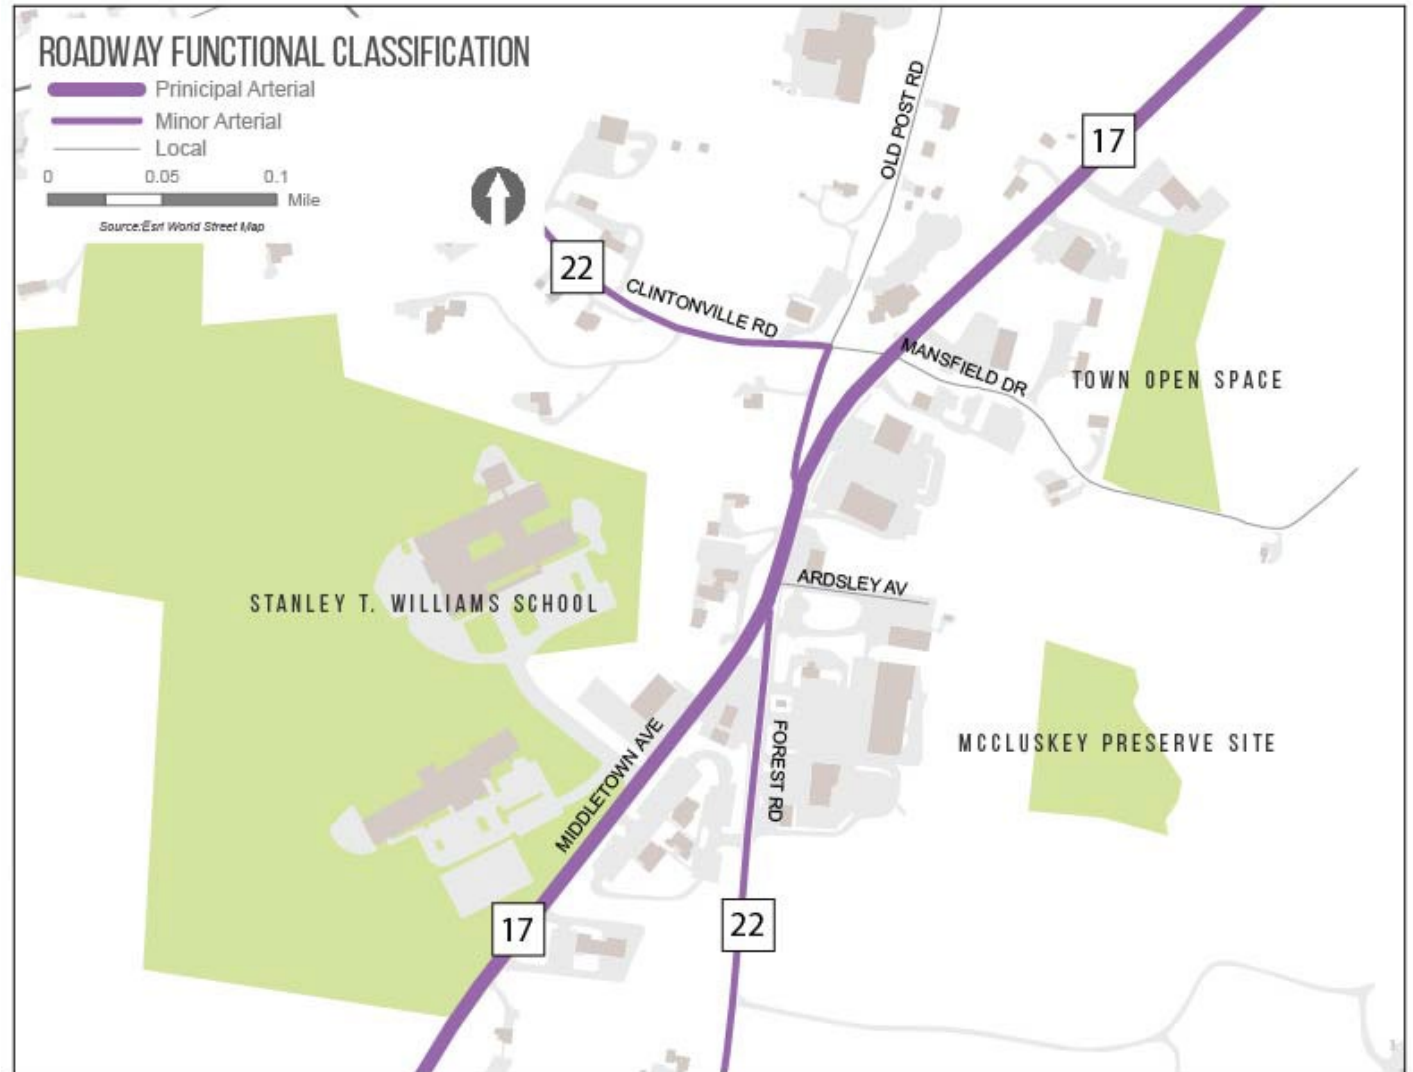 ROADWAY FUNCTIONAL CLASSIFICATION
Prinicipal Arterial
Minor Arterial
Local
0 0.05 0.1
Mile
Source:Esri World Street Map
OLD POST RD
17
22
CLINTONVILLE RD
MANSFIELD DR
TOWN OPEN SPACE
ARDSLEY AV
STANLEY T. WILLIAMS SCHOOL
MIDDLETOWN AVE
FOREST RD
MCCLUSKEY PRESERVE SITE
17
22